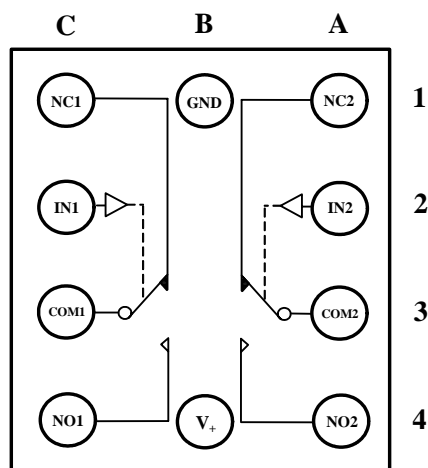 C B A
NC1 GND NC2 1
IN1 IN2 2
COM1 COM2 3
NO1 V+ NO2 4